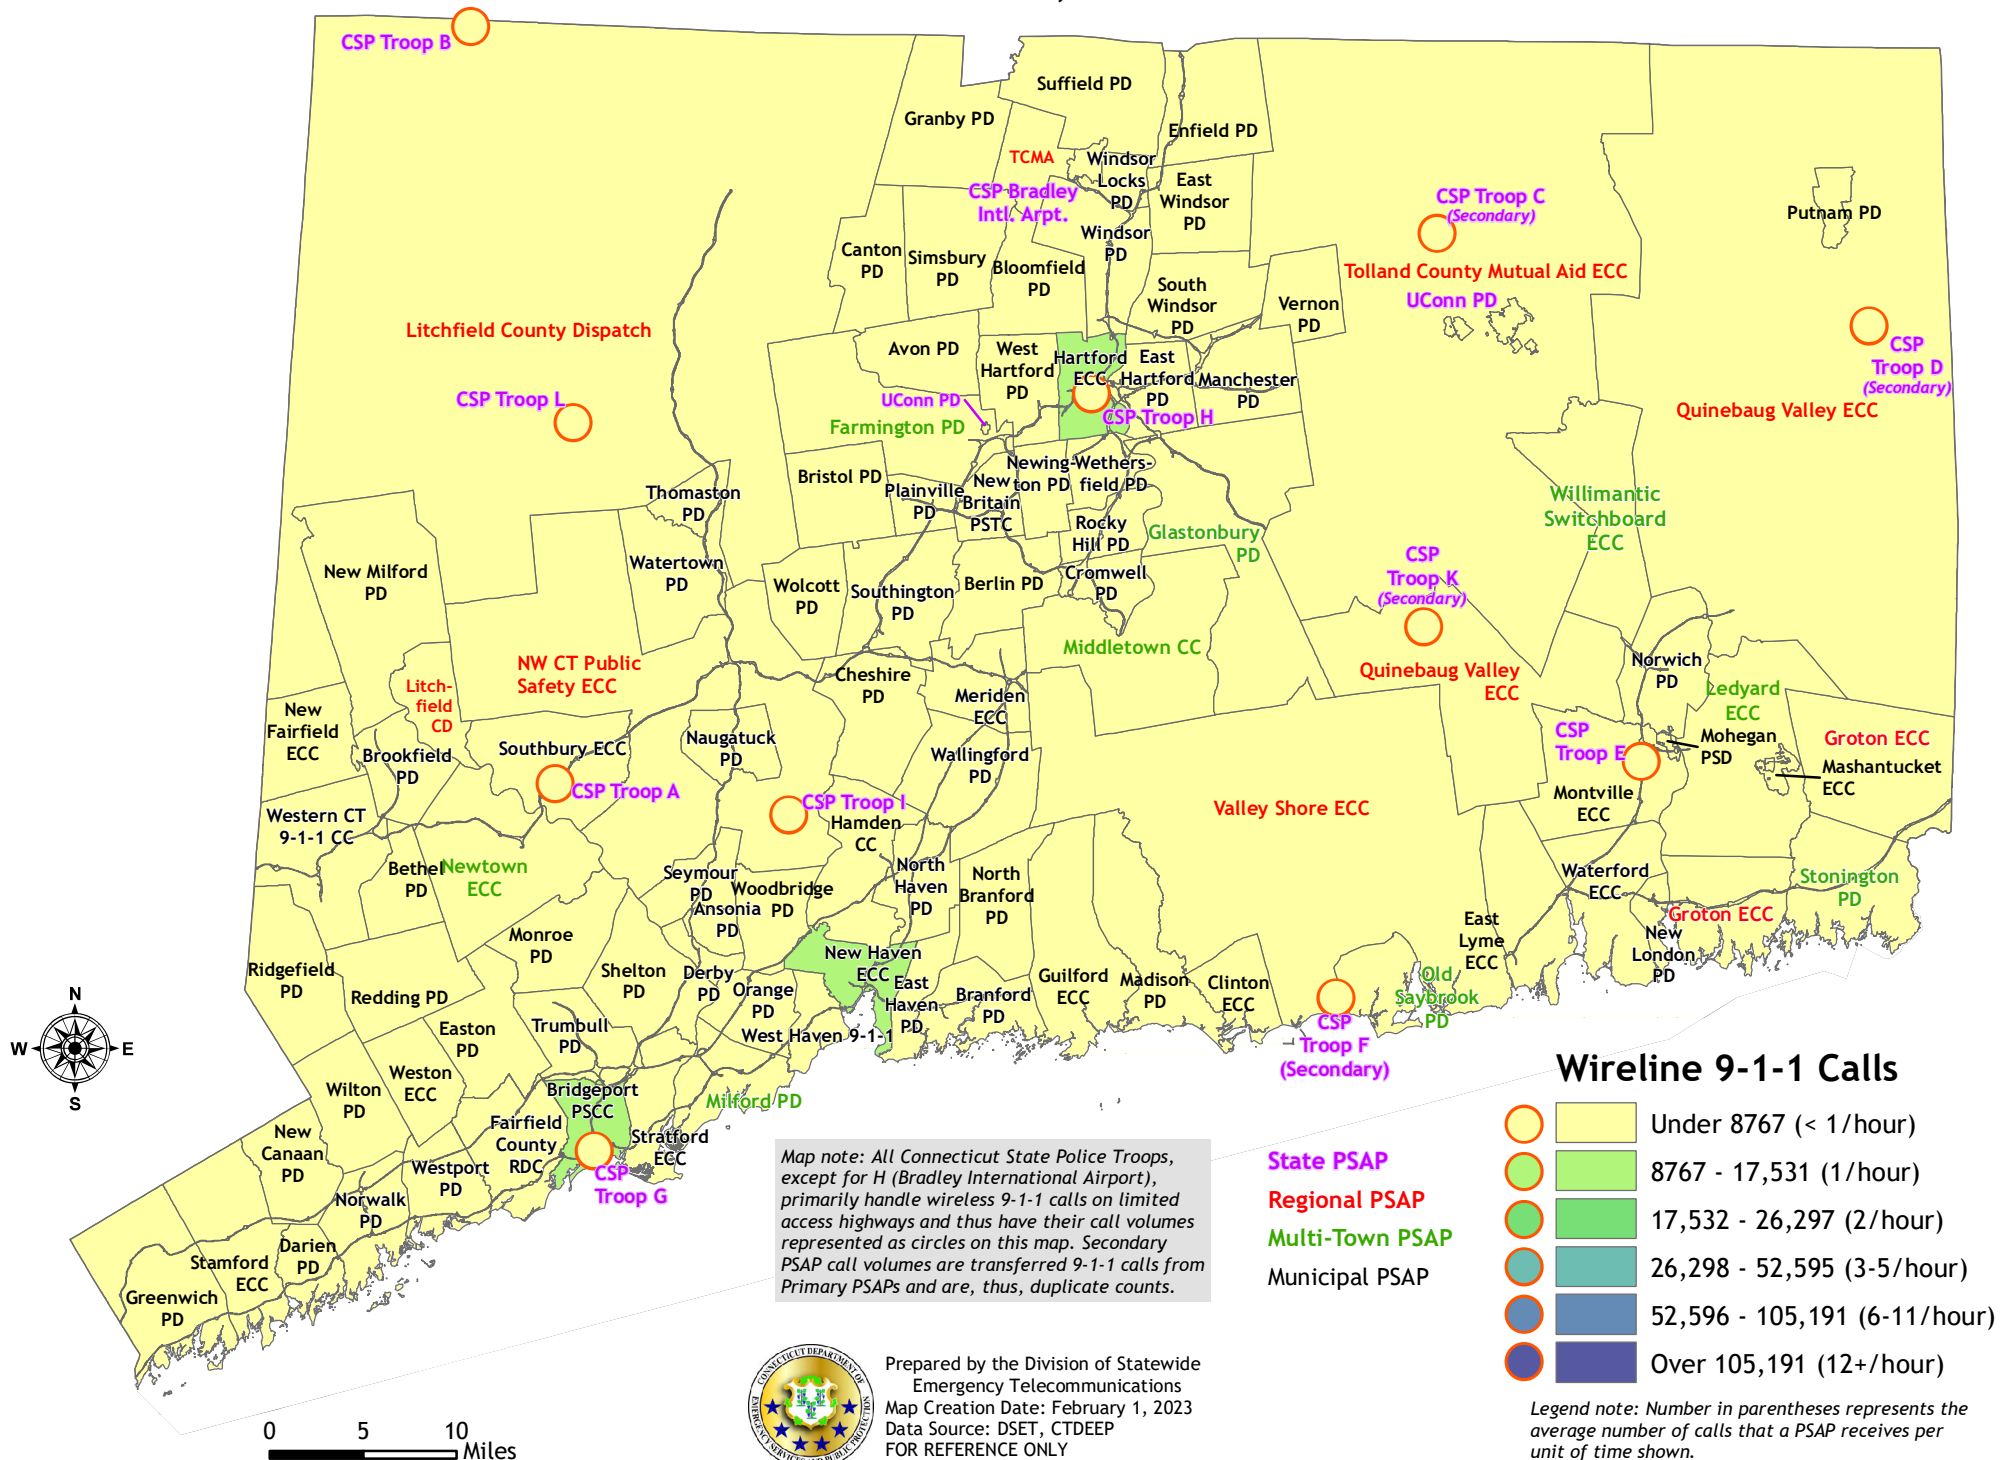 CSP Troop B
Suffield PD
Granby PD
Enfield PD
TCMA
Windsor
Locks
PD
CSP Bradley
Intl. Arpt.
East
Windsor
PD
CSP Troop C
(Secondary)
Putnam PD
Windsor
PD
Canton
PD
Simsbury
PD
Bloomfield
PD
Tolland County Mutual Aid ECC
UConn PD
South
Windsor
PD
Vernon
PD
Litchfield County Dispatch
Avon PD
West
Hartford
PD
Hartford
ECC
East
Hartford
PD
Manchester
PD
CSP
Troop D
(Secondary)
CSP Troop L
UConn PD
CSP Troop H
Quinebaug Valley ECC
Farmington PD
Bristol PD
Plainville
PD
New
Britain
PSTC
Newing-
ton PD
Wethers-
field PD
Thomaston
PD
Rocky
Hill PD
Glastonbury
PD
Willimantic
Switchboard
ECC
New Milford
PD
Watertown
PD
Wolcott
PD
Southington
PD
Berlin PD
Cromwell
PD
CSP
Troop K
(Secondary)
Middletown CC
NW CT Public
Safety ECC
Litch-
field
CD
Cheshire
PD
Meriden
ECC
Quinebaug Valley
ECC
Norwich
PD
Ledyard
ECC
New
Fairfield
ECC
Brookfield
PD
Southbury ECC
Naugatuck
PD
Wallingford
PD
CSP
Troop E
Mohegan
PSD
Groton ECC
Mashantucket
ECC
CSP Troop A
CSP Troop I
Hamden
CC
Valley Shore ECC
Montville
ECC
Western CT
9-1-1 CC
Bethel
PD
Newtown
ECC
Seymour
PD
Woodbridge
PD
Ansonia
PD
North
Haven
PD
North
Branford
PD
Waterford
ECC
Stonington
PD
Groton ECC
New
London
PD
East
Lyme
ECC
Monroe
PD
Ridgefield
PD
Redding PD
Shelton
PD
Derby
PD
Orange
PD
New Haven
ECC
East
Haven
PD
Branford
PD
Guilford
ECC
Madison
PD
Clinton
ECC
Old
Saybrook
PD
Easton
PD
Trumbull
PD
West Haven 9-1-1
CSP
Troop F
(Secondary)
Wilton
PD
Weston
ECC
Bridgeport
PSCC
Milford PD
Fairfield
County
RDC
Stratford
ECC
CSP
Troop G
New
Canaan
PD
Westport
PD
Norwalk
PD
Darien
PD
Stamford
ECC
Greenwich
PD
N
W
E
S
0 5 10
Miles
Map note: All Connecticut State Police Troops,
except for H (Bradley International Airport),
primarily handle wireless 9-1-1 calls on limited
access highways and thus have their call volumes
represented as circles on this map. Secondary
PSAP call volumes are transferred 9-1-1 calls from
Primary PSAPs and are, thus, duplicate counts.
CONNECTICUT DEPARTMENT OF
EMERGENCY SERVICES AND PUBLIC PROTECTION
Prepared by the Division of Statewide
Emergency Telecommunications
Map Creation Date: February 1, 2023
Data Source: DSET, CTDEEP
FOR REFERENCE ONLY
State PSAP
Regional PSAP
Multi-Town PSAP
Municipal PSAP
Wireline 9-1-1 Calls
Under 8767 (< 1/hour)
8767 - 17,531 (1/hour)
17,532 - 26,297 (2/hour)
26,298 - 52,595 (3-5/hour)
52,596 - 105,191 (6-11/hour)
Over 105,191 (12+/hour)
Legend note: Number in parentheses represents the
average number of calls that a PSAP receives per
unit of time shown.